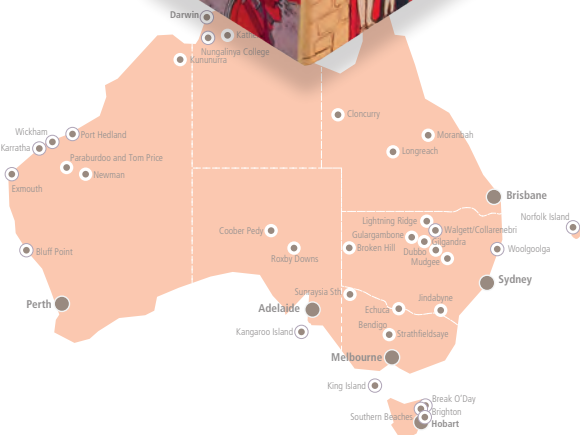 Darwin
Nungalinya College
Kununurra
Cloncurry
Wickham
Port Hedland
Moranbah
Karratha
Longreach
Paraburdoo and Tom Price
Newman
Exmouth
Brisbane
Norfolk Island
Lightning Ridge
Walgett/Collarenebri
Coober Pedy
Gulargambone
Gilgandra
Broken Hill
Dubbo
Woolgoolga
Bluff Point
Roxby Downs
Mudgee
Sydney
Sunraysia Sth
Jindabyne
Perth
Adelaide
Echuca
Bendigo
Kangaroo Island
Strathfieldsaye
Melbourne
King Island
Break O'Day
Brighton
Southern Beaches
Hobart